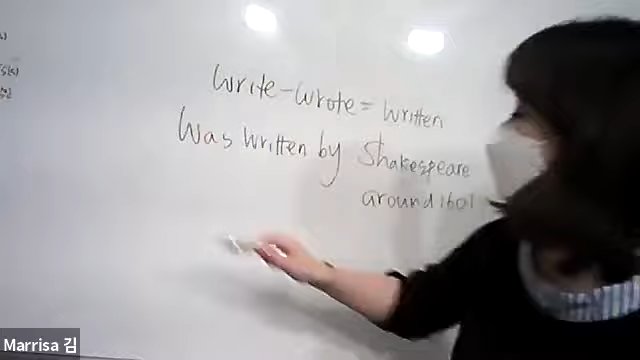 write-wrote=written
Was written by Shakespeare
around 1601
Marrisa 김